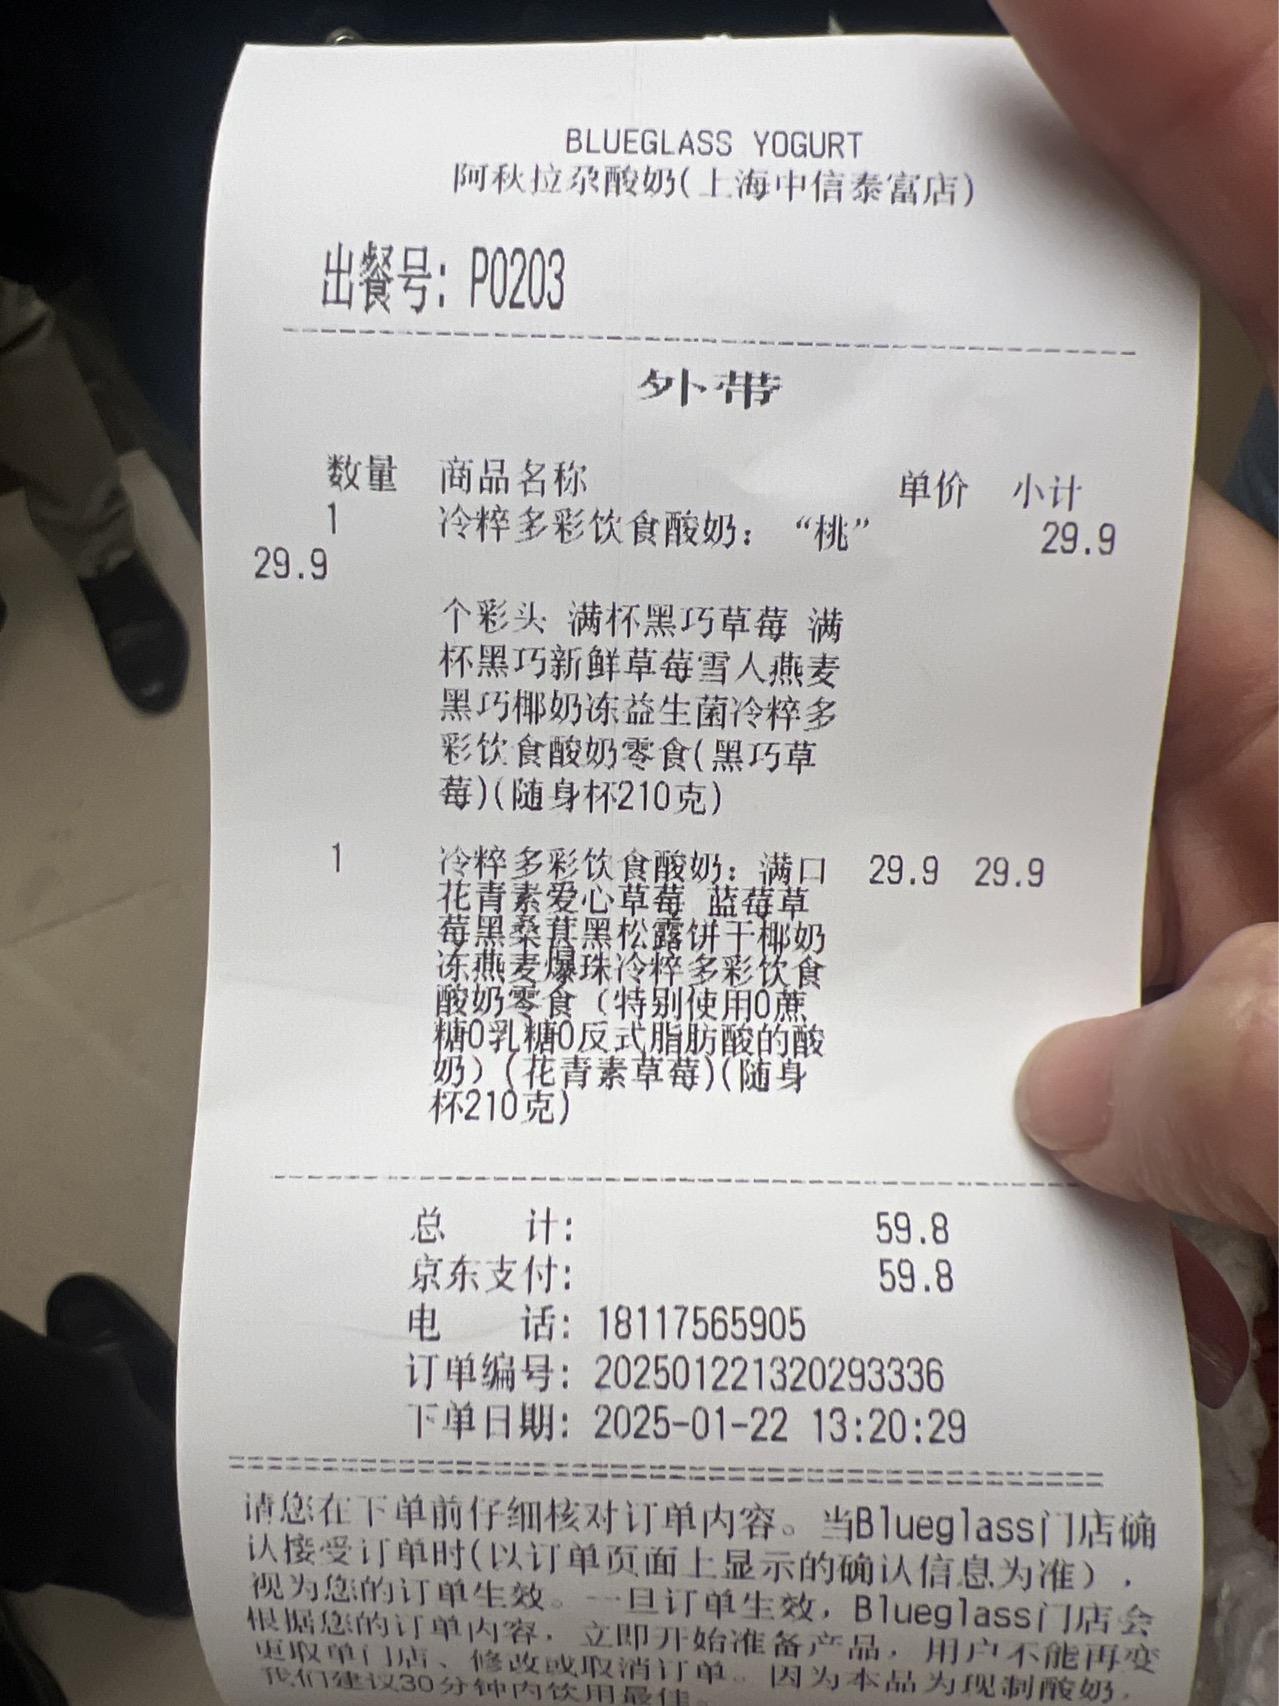 BLUEGLASS YOGURT
阿秋拉尕酸奶(上海中信泰富店)
出餐号: P0203
外带
数量 商品名称 单价 小计
1 冷粹多彩饮食酸奶: “桃” 29.9
29.9
个彩头 满杯黑巧草莓 满
杯黑巧新鲜草莓雪人燕麦
黑巧椰奶冻益生菌冷粹多
彩饮食酸奶零食(黑巧草
莓)(随身杯210克)
1 冷粹多彩饮食酸奶: 满口 29.9 29.9
花青素爱心草莓 蓝莓草
莓黑桑葚黑松露饼干椰奶
冻燕麦爆珠冷粹多彩饮食
酸奶零食 (特别使用0蔗
糖0乳糖0反式脂肪酸的酸
奶) (花青素草莓)(随身
杯210克)
总 计: 59.8
京东支付: 59.8
电 话: 18117565905
订单编号: 202501221320293336
下单日期: 2025-01-22 13:20:29
请您在下单前仔细核对订单内容。当Blueglass门店确
认接受订单时(以订单页面上显示的确认信息为准),
视为您的订单生效。一旦订单生效, Blueglass门店会
根据您的订单内容, 立即开始准备产品, 用户不能再变
更取单门店、修改或取消订单。因为本品为现制酸奶,
我们建议30分钟内饮用最佳。